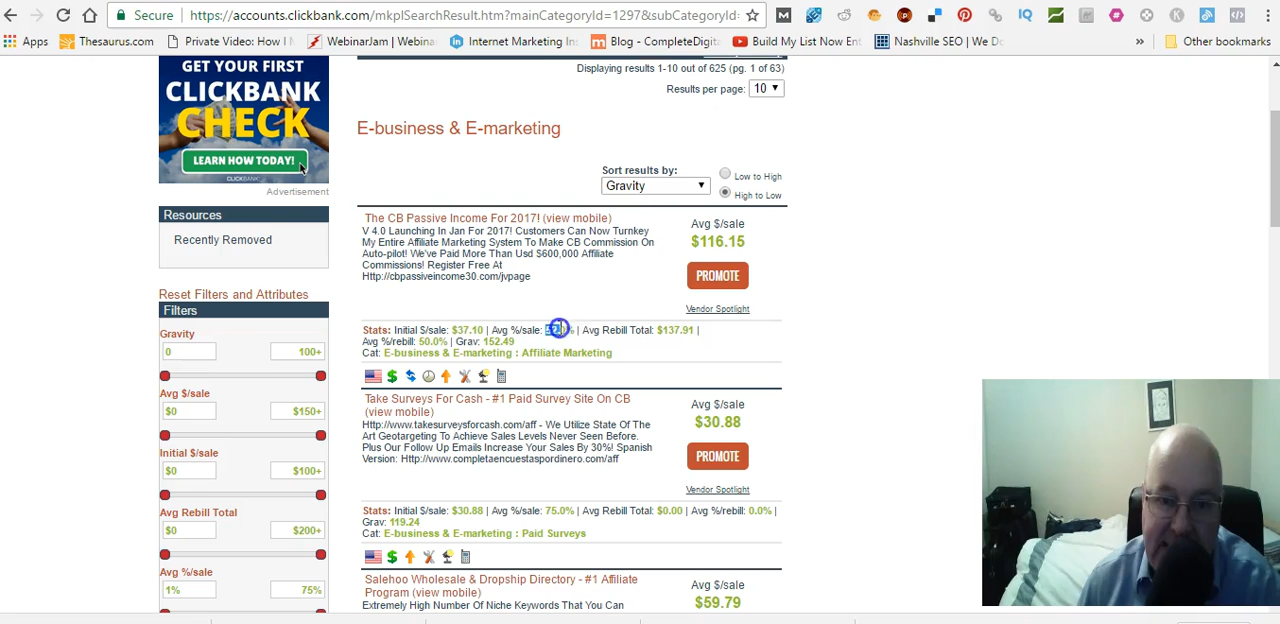 Secure
https://accounts.clickbank.com/mkplSearchResult.htm?mainCategoryId=1297&subCategoryId=
Apps
Thesaurus.com
Private Video: How I M
WebinarJam | Webina
Internet Marketing In
Blog - CompleteDigita
Build My List Now En
Nashville SEO | We Do
»
Other bookmarks
GET YOUR FIRST
CLICKBANK
CHECK
LEARN HOW TODAY!
CLICKBANK
Advertisement
Resources
Recently Removed
Reset Filters and Attributes
Filters
Gravity
0
100+
Avg $/sale
$0
$150+
Initial $/sale
$0
$100+
Avg Rebill Total
$0
$200+
Avg %/sale
1%
75%
Displaying results 1-10 out of 625 (pg. 1 of 63)
Results per page: 10
E-business & E-marketing
Sort results by:
Gravity
Low to High
High to Low
The CB Passive Income For 2017! (view mobile)
V 4.0 Launching In Jan For 2017! Customers Can Now Turnkey
My Entire Affiliate Marketing System To Make CB Commission On
Auto-pilot! We've Paid More Than Usd $600,000 Affiliate
Commissions! Register Free At
Http://cbpassiveincome30.com/jvpage
Avg $/sale
$116.15
PROMOTE
Vendor Spotlight
Stats: Initial $/sale: $37.10 | Avg %/sale: | Avg Rebill Total: $137.91 |
Avg %/rebill: 50.0% | Grav: 152.49
Cat: E-business & E-marketing : Affiliate Marketing
Take Surveys For Cash - #1 Paid Survey Site On CB
(view mobile)
Http://www.takesurveysforcash.com/aff - We Utilize State Of The
Art Geotargeting To Achieve Sales Levels Never Seen Before.
Plus Our Follow Up Emails Increase Your Sales By 30%! Spanish
Version: Http://www.completaencuestaspordinero.com/aff
Avg $/sale
$30.88
PROMOTE
Vendor Spotlight
Stats: Initial $/sale: $30.88 | Avg %/sale: 75.0% | Avg Rebill Total: $0.00 | Avg %/rebill: 0.0% |
Grav: 119.24
Cat: E-business & E-marketing : Paid Surveys
Salehoo Wholesale & Dropship Directory - #1 Affiliate
Program (view mobile)
Extremely High Number Of Niche Keywords That You Can
Avg $/sale
$59.79